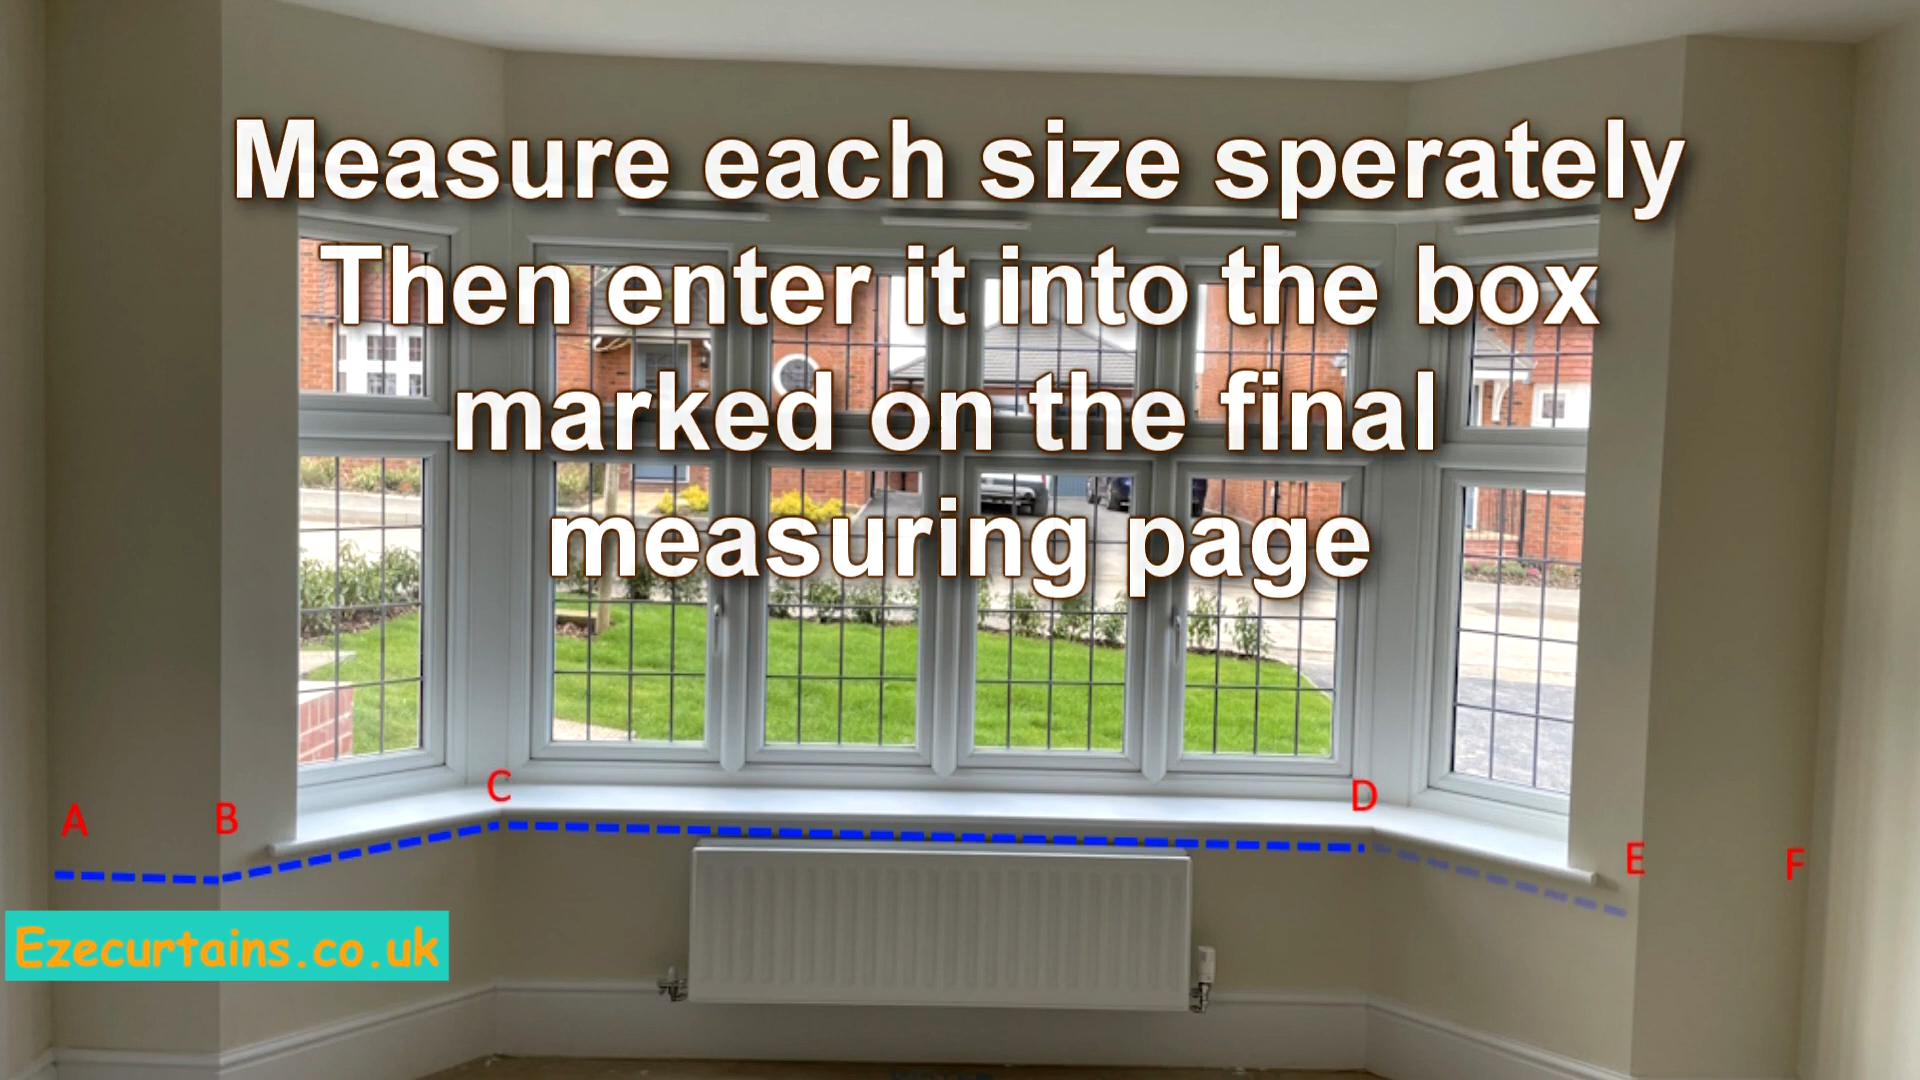 Measure each size sperately
Then enter it into the box
marked on the final
measuring page
A B C D E F
Ezecurtains.co.uk